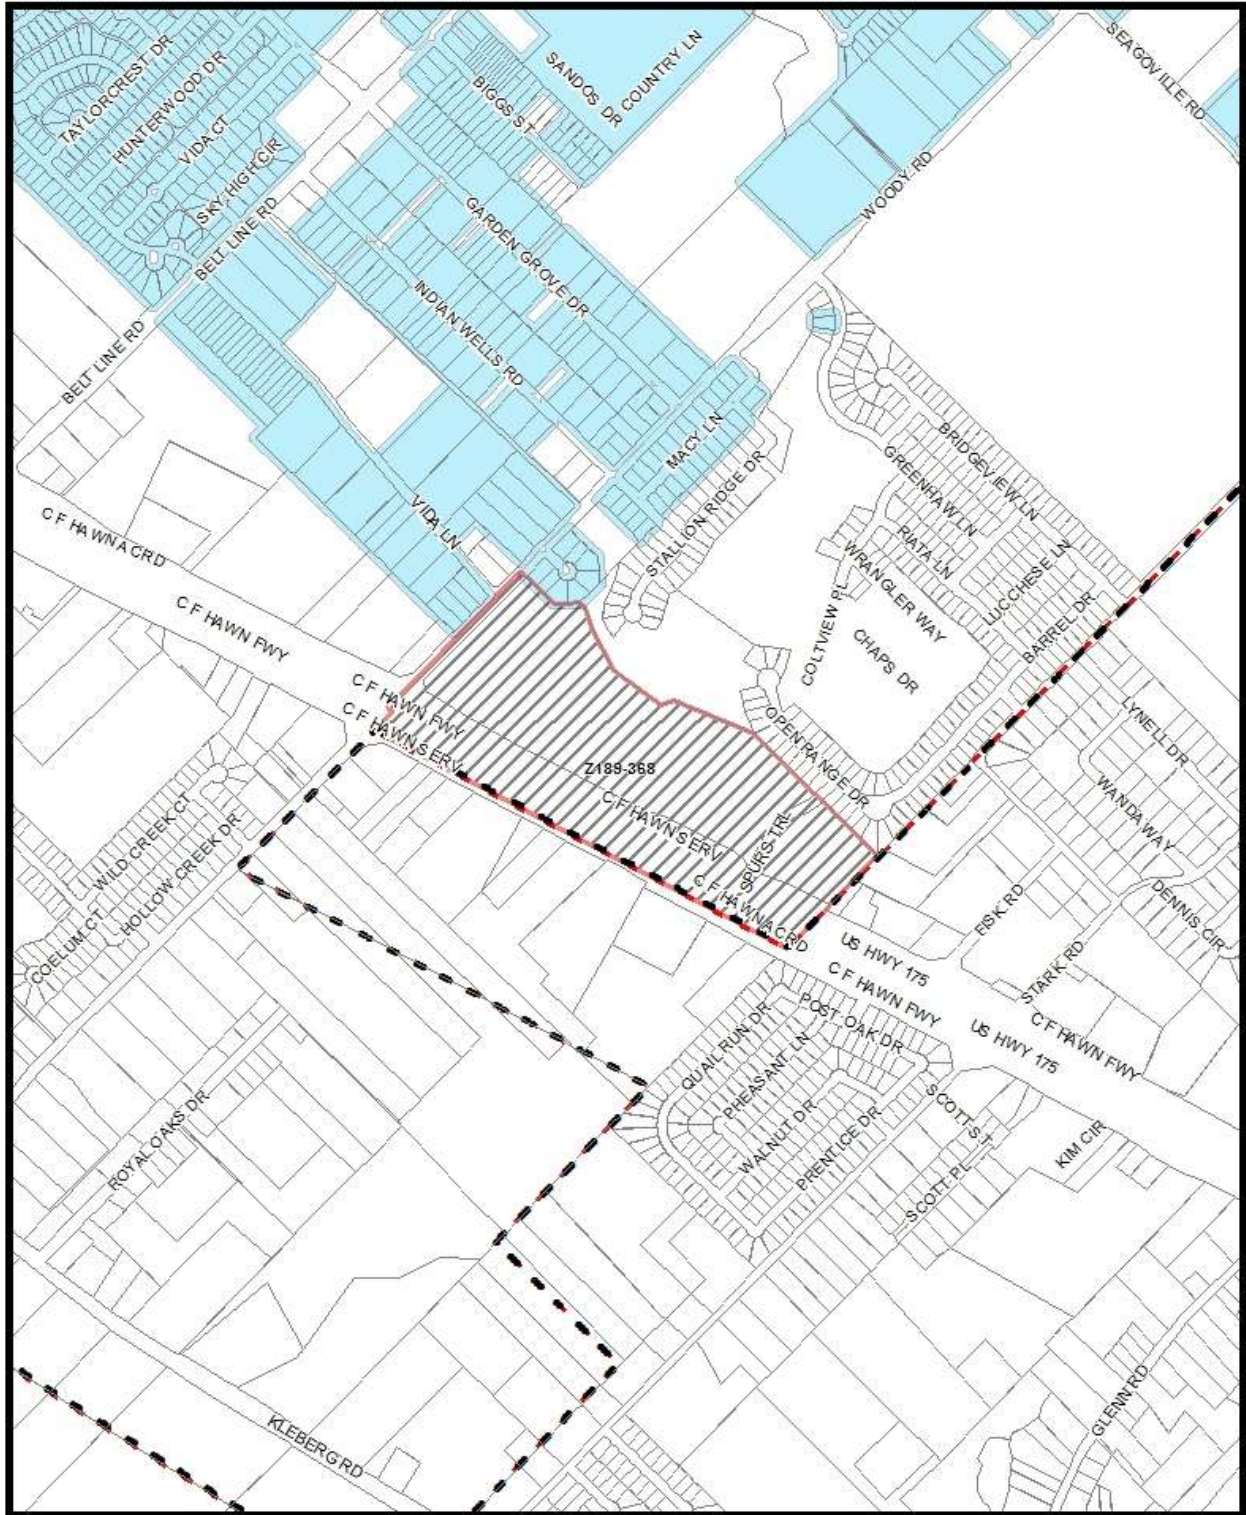 SEAGOVILLE RD
TAYLORCREST DR
HUNTERWOOD DR
VIDA CT
SKY HIGH CIR
BELT LINE RD
BIGGS ST
SANDOS DR
COUNTRY LN
WOODY RD
GARDEN GROVE DR
INDIAN WELLS RD
BELT LINE RD
MACY LN
STALLION RIDGE DR
BRIDGEVIEW LN
GREENHAW LN
RIATA LN
WRANGLER WAY
LUCCHESE LN
BARREL DR
COLTVIEW PL
CHAPS DR
VIDA LN
C F HAWN ACRD
C F HAWN FWY
C F HAWN FWY
C F HAWN SERV
Z189-368
C F HAWN SERV
OPEN RANGE DR
SPURS TRL
C F HAWN ACRD
LYNELL DR
WANDA WAY
DENNIS CIR
FISK RD
STARK RD
US HWY 175
C F HAWN FWY
US HWY 175
C F HAWN FWY
WILD CREEK CT
HOLLOW CREEK DR
COELUM CT
ROYAL OAKS DR
QUAIL RUN DR
POST OAK DR
PHEASANT LN
WALNUT DR
PRENTICE DR
SCOTT ST
SCOTT PL
KIM CIR
GLENN RD
KLEBERG RD